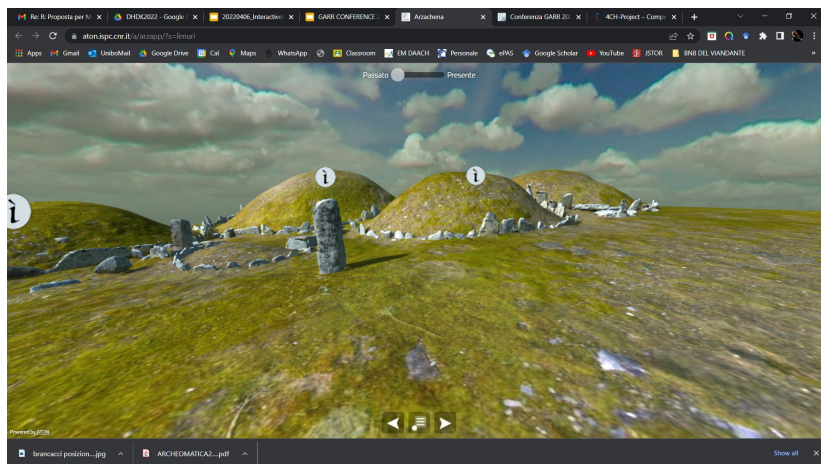 Re: R: Proposta per M
DHDK2022 - Google
20220406_Interactive
GARR CONFERENCE 2
Arzachena
Conferenza GARR 20
4CH-Project – Compe
aton.ispc.cnr.it/a/arzapp/?s=limuri
Apps
Gmail
UniboMail
Google Drive
Cal
Maps
WhatsApp
Classroom
EM DAACH
Personale
ePAS
Google Scholar
YouTube
JSTOR
BNB DEL VIANDANTE
»
Passato
Presente
ì
ì
ì
Powered by ATON
brancacci posizion....jpg
ARCHEOMATICA2....pdf
Show all